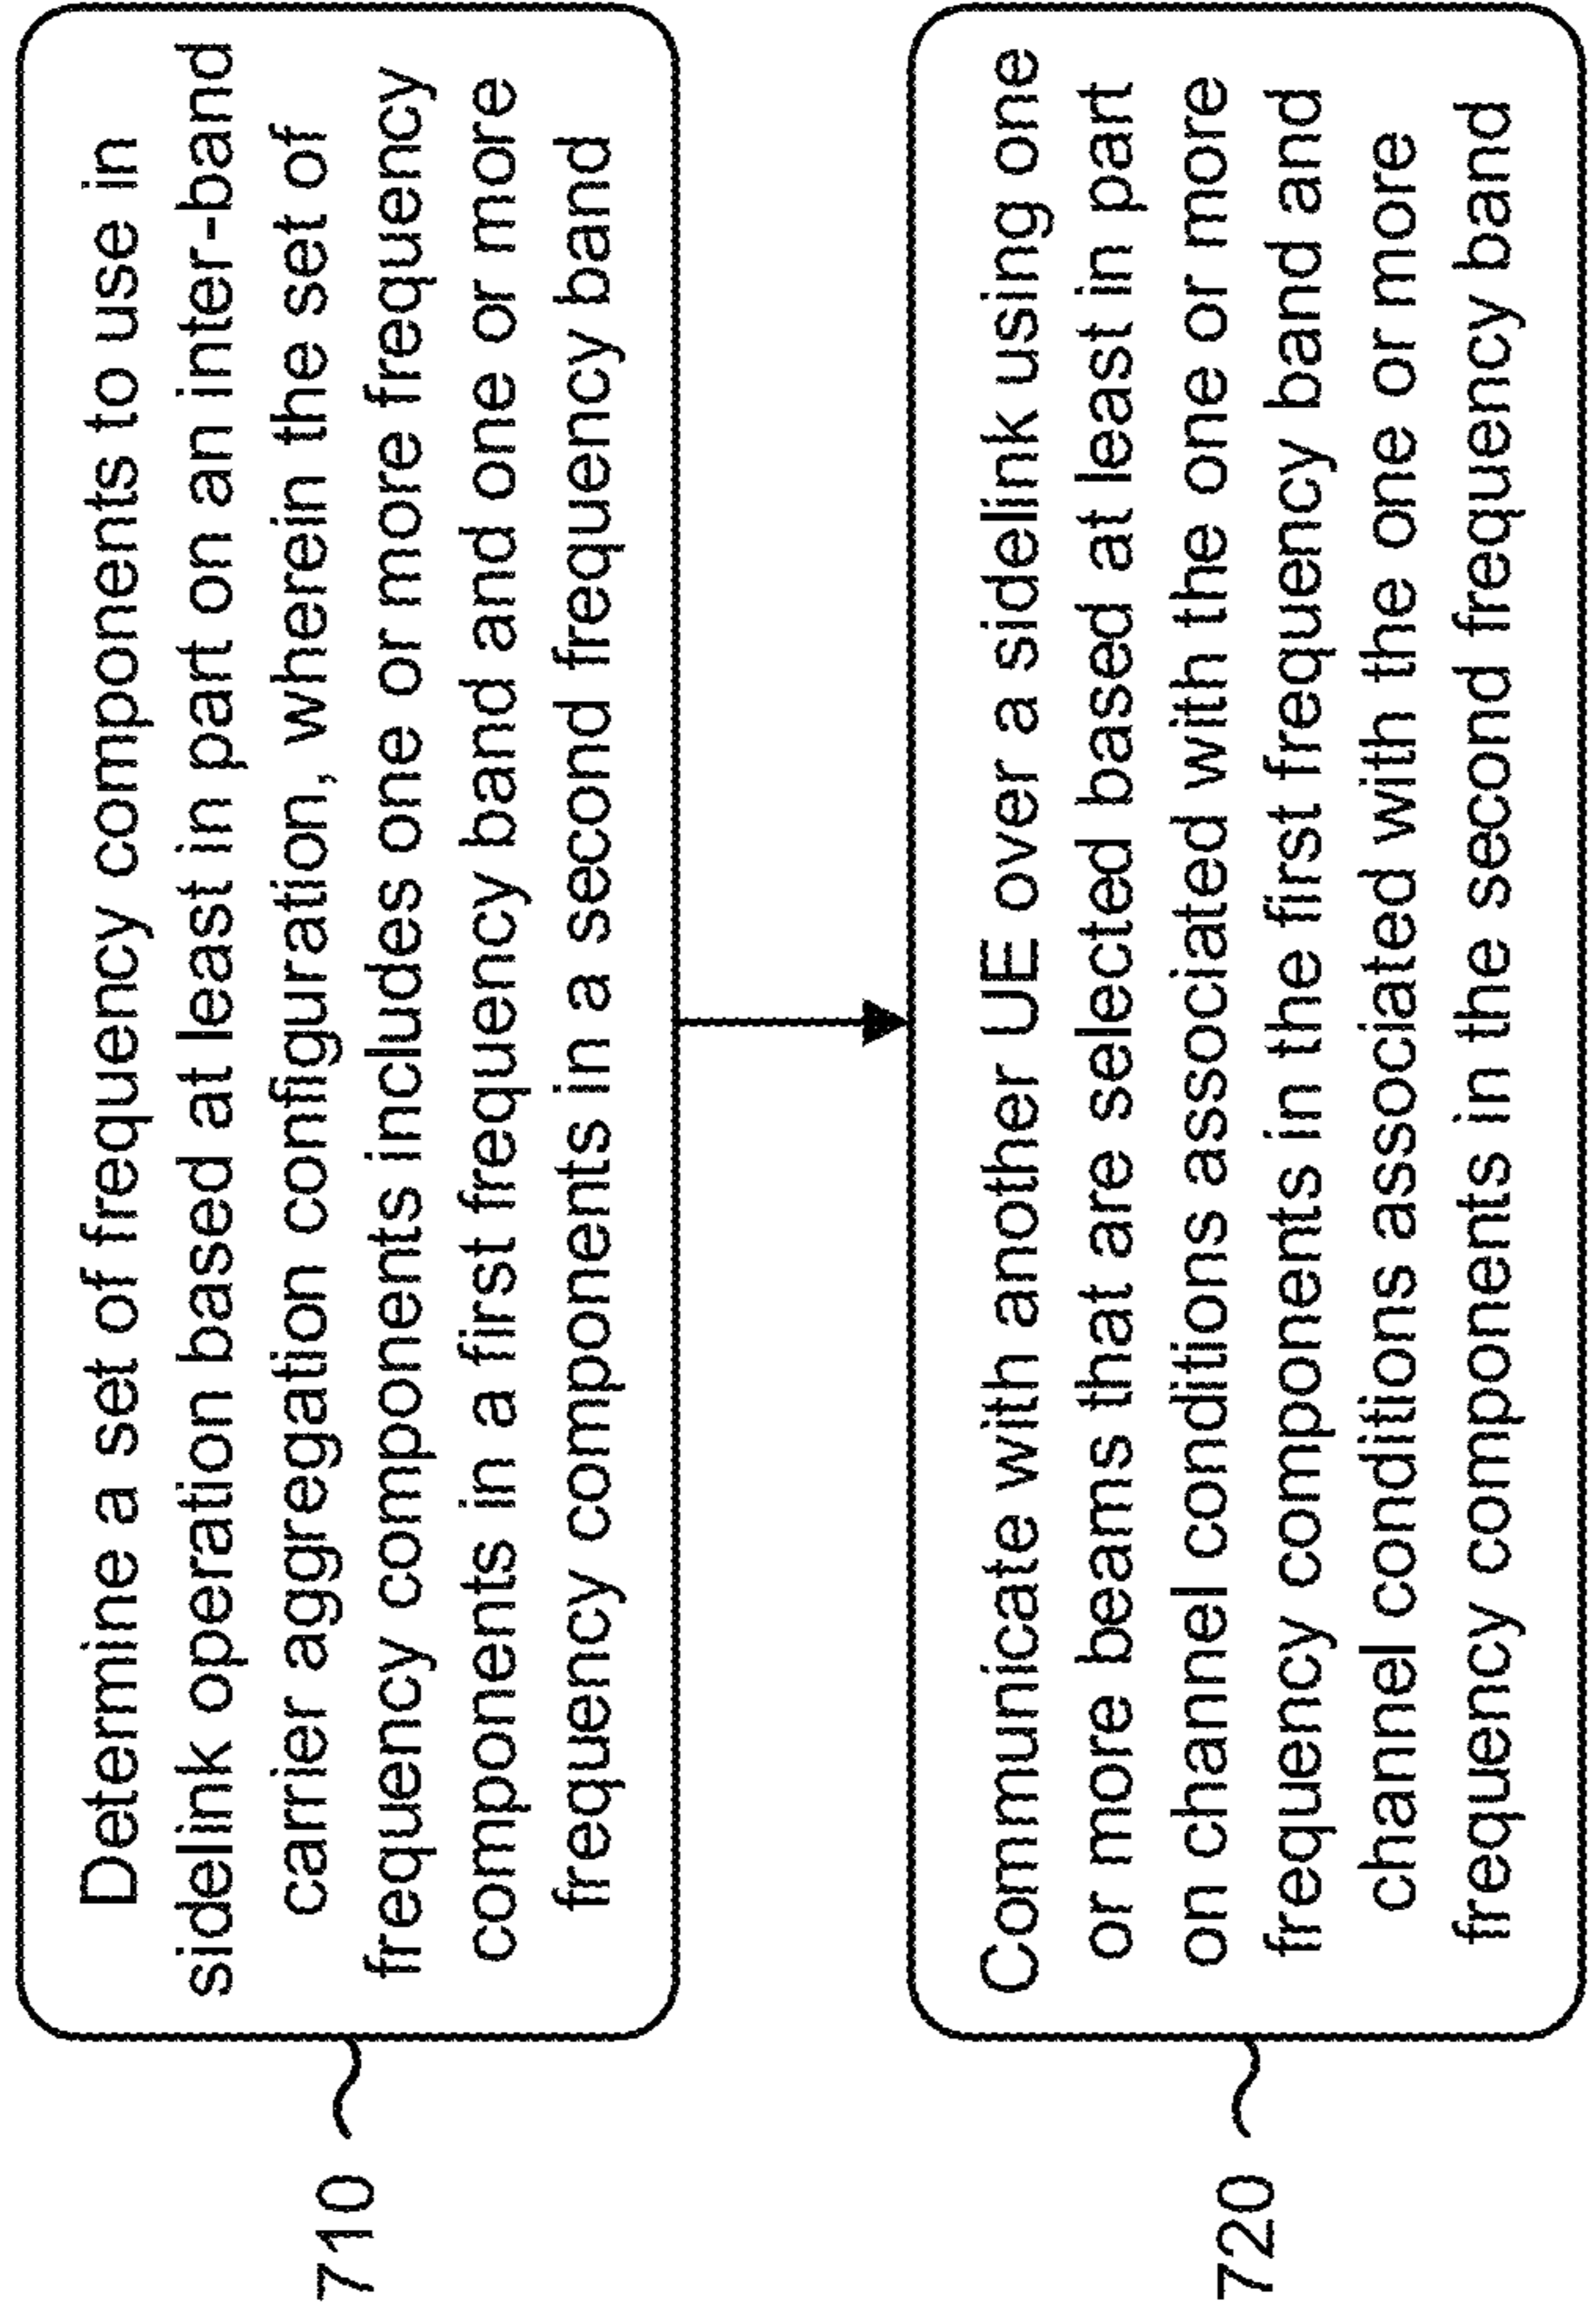 710
Determine a set of frequency components to use in
sidelink operation based at least in part on an inter-band
carrier aggregation configuration, wherein the set of
frequency components includes one or more frequency
components in a first frequency band and one or more
frequency components in a second frequency band
720
Communicate with another UE over a sidelink using one
or more beams that are selected based at least in part
on channel conditions associated with the one or more
frequency components in the first frequency band and
channel conditions associated with the one or more
frequency components in the second frequency band